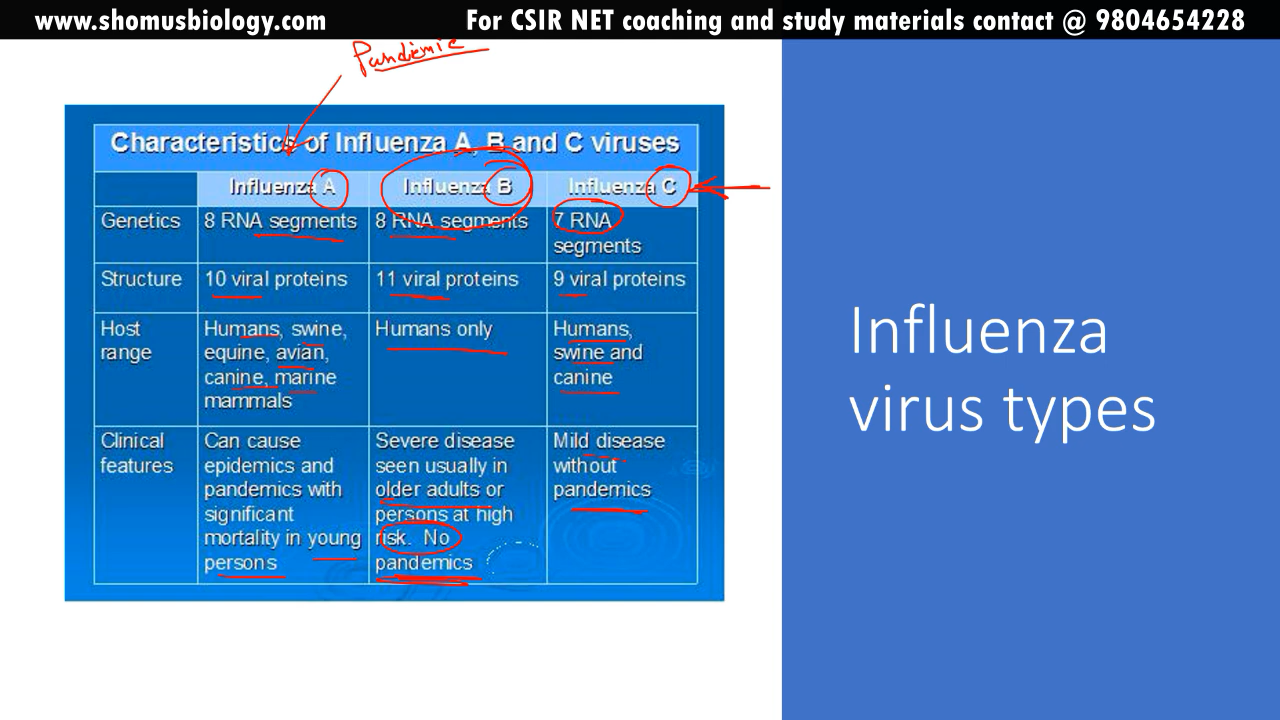 www.shomusbiology.com
For CSIR NET coaching and study materials contact @ 9804654228
Pandemic
Characteristics of Influenza A, B and C viruses
Influenza A
Influenza B
Influenza C
Genetics
8 RNA segments
8 RNA segments
7 RNA
segments
Structure
10 viral proteins
11 viral proteins
9 viral proteins
Host
range
Humans, swine,
equine, avian,
canine, marine
mammals
Humans only
Humans,
swine and
canine
Clinical
features
Can cause
epidemics and
pandemics with
significant
mortality in young
persons
Severe disease
seen usually in
older adults or
persons at high
risk. No
pandemics
Mild disease
without
pandemics
Influenza
virus types